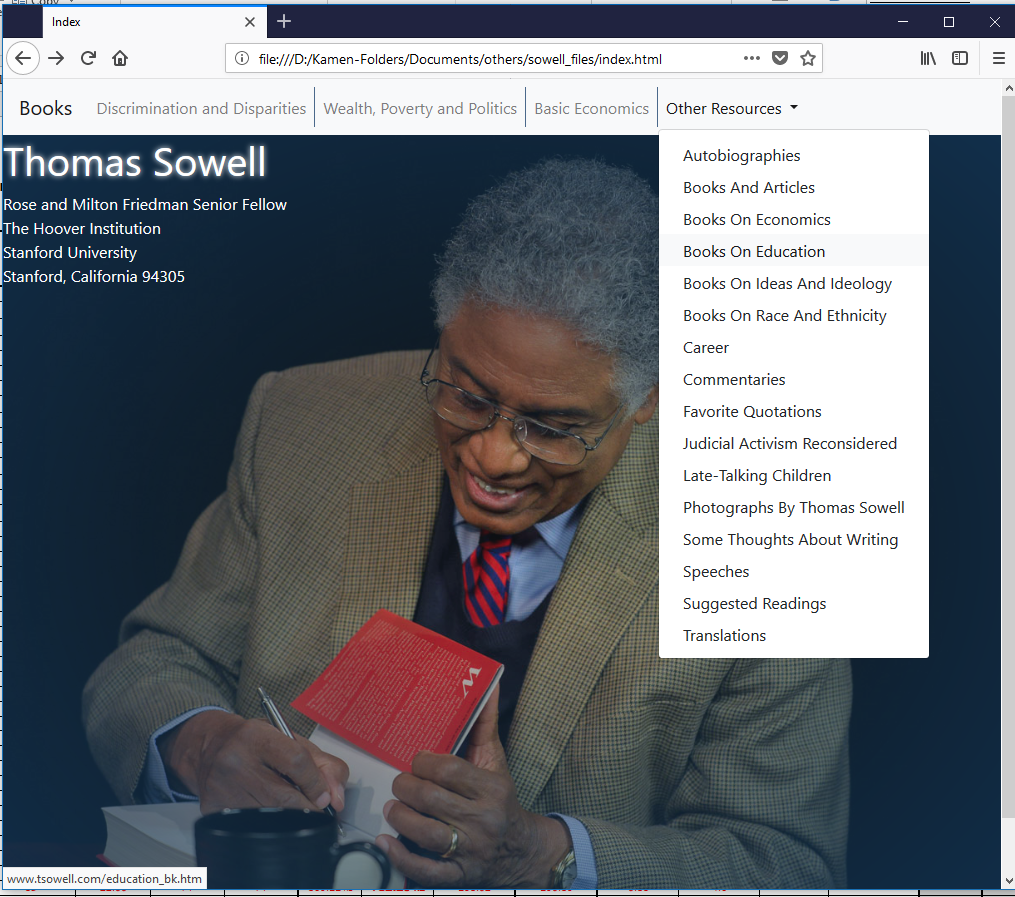 Copy
Index
file:///D:/Kamen-Folders/Documents/others/sowell_files/index.html
Books Discrimination and Disparities Wealth, Poverty and Politics Basic Economics Other Resources
Thomas Sowell
Rose and Milton Friedman Senior Fellow
The Hoover Institution
Stanford University
Stanford, California 94305
Autobiographies
Books And Articles
Books On Economics
Books On Education
Books On Ideas And Ideology
Books On Race And Ethnicity
Career
Commentaries
Favorite Quotations
Judicial Activism Reconsidered
Late-Talking Children
Photographs By Thomas Sowell
Some Thoughts About Writing
Speeches
Suggested Readings
Translations
W
www.tsowell.com/education_bk.htm